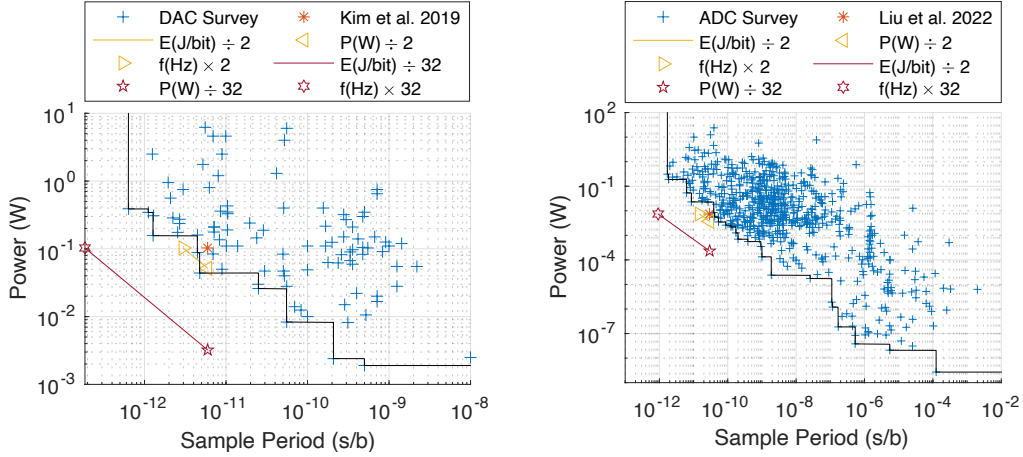 DAC Survey Kim et al. 2019
E(J/bit) ÷ 2 P(W) ÷ 2
f(Hz) × 2 E(J/bit) ÷ 32
P(W) ÷ 32 f(Hz) × 32
10^1
10^0
10^-1
10^-2
10^-3
Power (W)
10^-12 10^-11 10^-10 10^-9 10^-8
Sample Period (s/b)
ADC Survey Liu et al. 2022
E(J/bit) ÷ 2 P(W) ÷ 2
f(Hz) × 2 E(J/bit) ÷ 2
P(W) ÷ 32 f(Hz) × 32
10^2
10^-1
10^-4
10^-7
Power (W)
10^-12 10^-10 10^-8 10^-6 10^-4 10^-2
Sample Period (s/b)